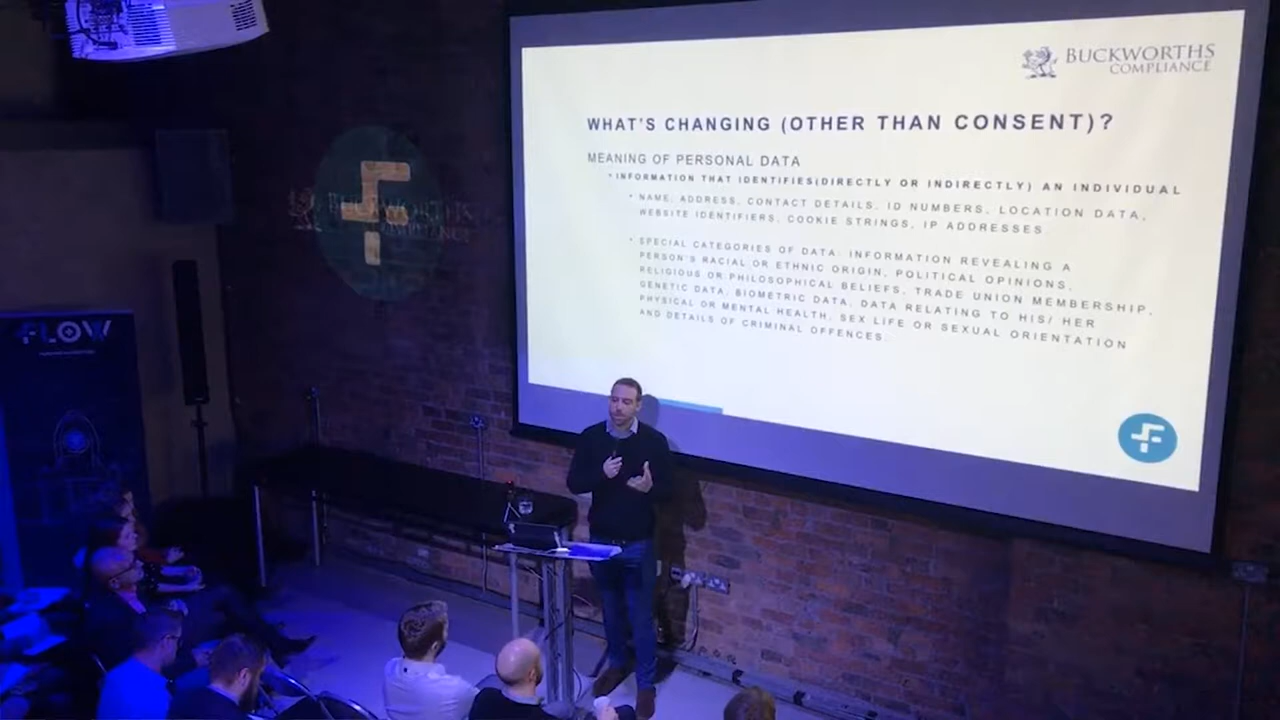 BUCKWORTHS
COMPLIANCE
WHAT'S CHANGING (OTHER THAN CONSENT)?
MEANING OF PERSONAL DATA
• INFORMATION THAT IDENTIFIES(DIRECTLY OR INDIRECTLY) AN INDIVIDUAL
• NAME, ADDRESS, CONTACT DETAILS, ID NUMBERS, LOCATION DATA,
WEBSITE IDENTIFIERS, COOKIE STRINGS, IP ADDRESSES
• SPECIAL CATEGORIES OF DATA: INFORMATION REVEALING A
PERSON'S RACIAL OR ETHNIC ORIGIN, POLITICAL OPINIONS,
RELIGIOUS OR PHILOSOPHICAL BELIEFS, TRADE UNION MEMBERSHIP,
GENETIC DATA, BIOMETRIC DATA, DATA RELATING TO HIS/ HER
PHYSICAL OR MENTAL HEALTH, SEX LIFE OR SEXUAL ORIENTATION
AND DETAILS OF CRIMINAL OFFENCES
F
F
BUCKWORTHS
COMPLIANCE
FLOW